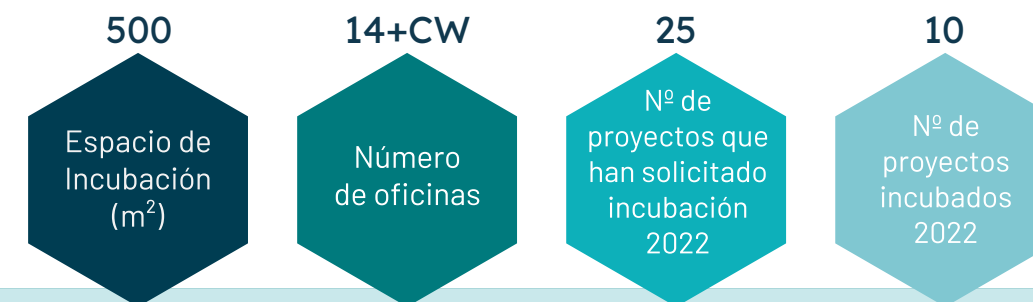 500
Espacio de
Incubación
(m²)
14+CW
Número
de oficinas
25
Nº de
proyectos que
han solicitado
incubación
2022
10
Nº de
proyectos
incubados
2022